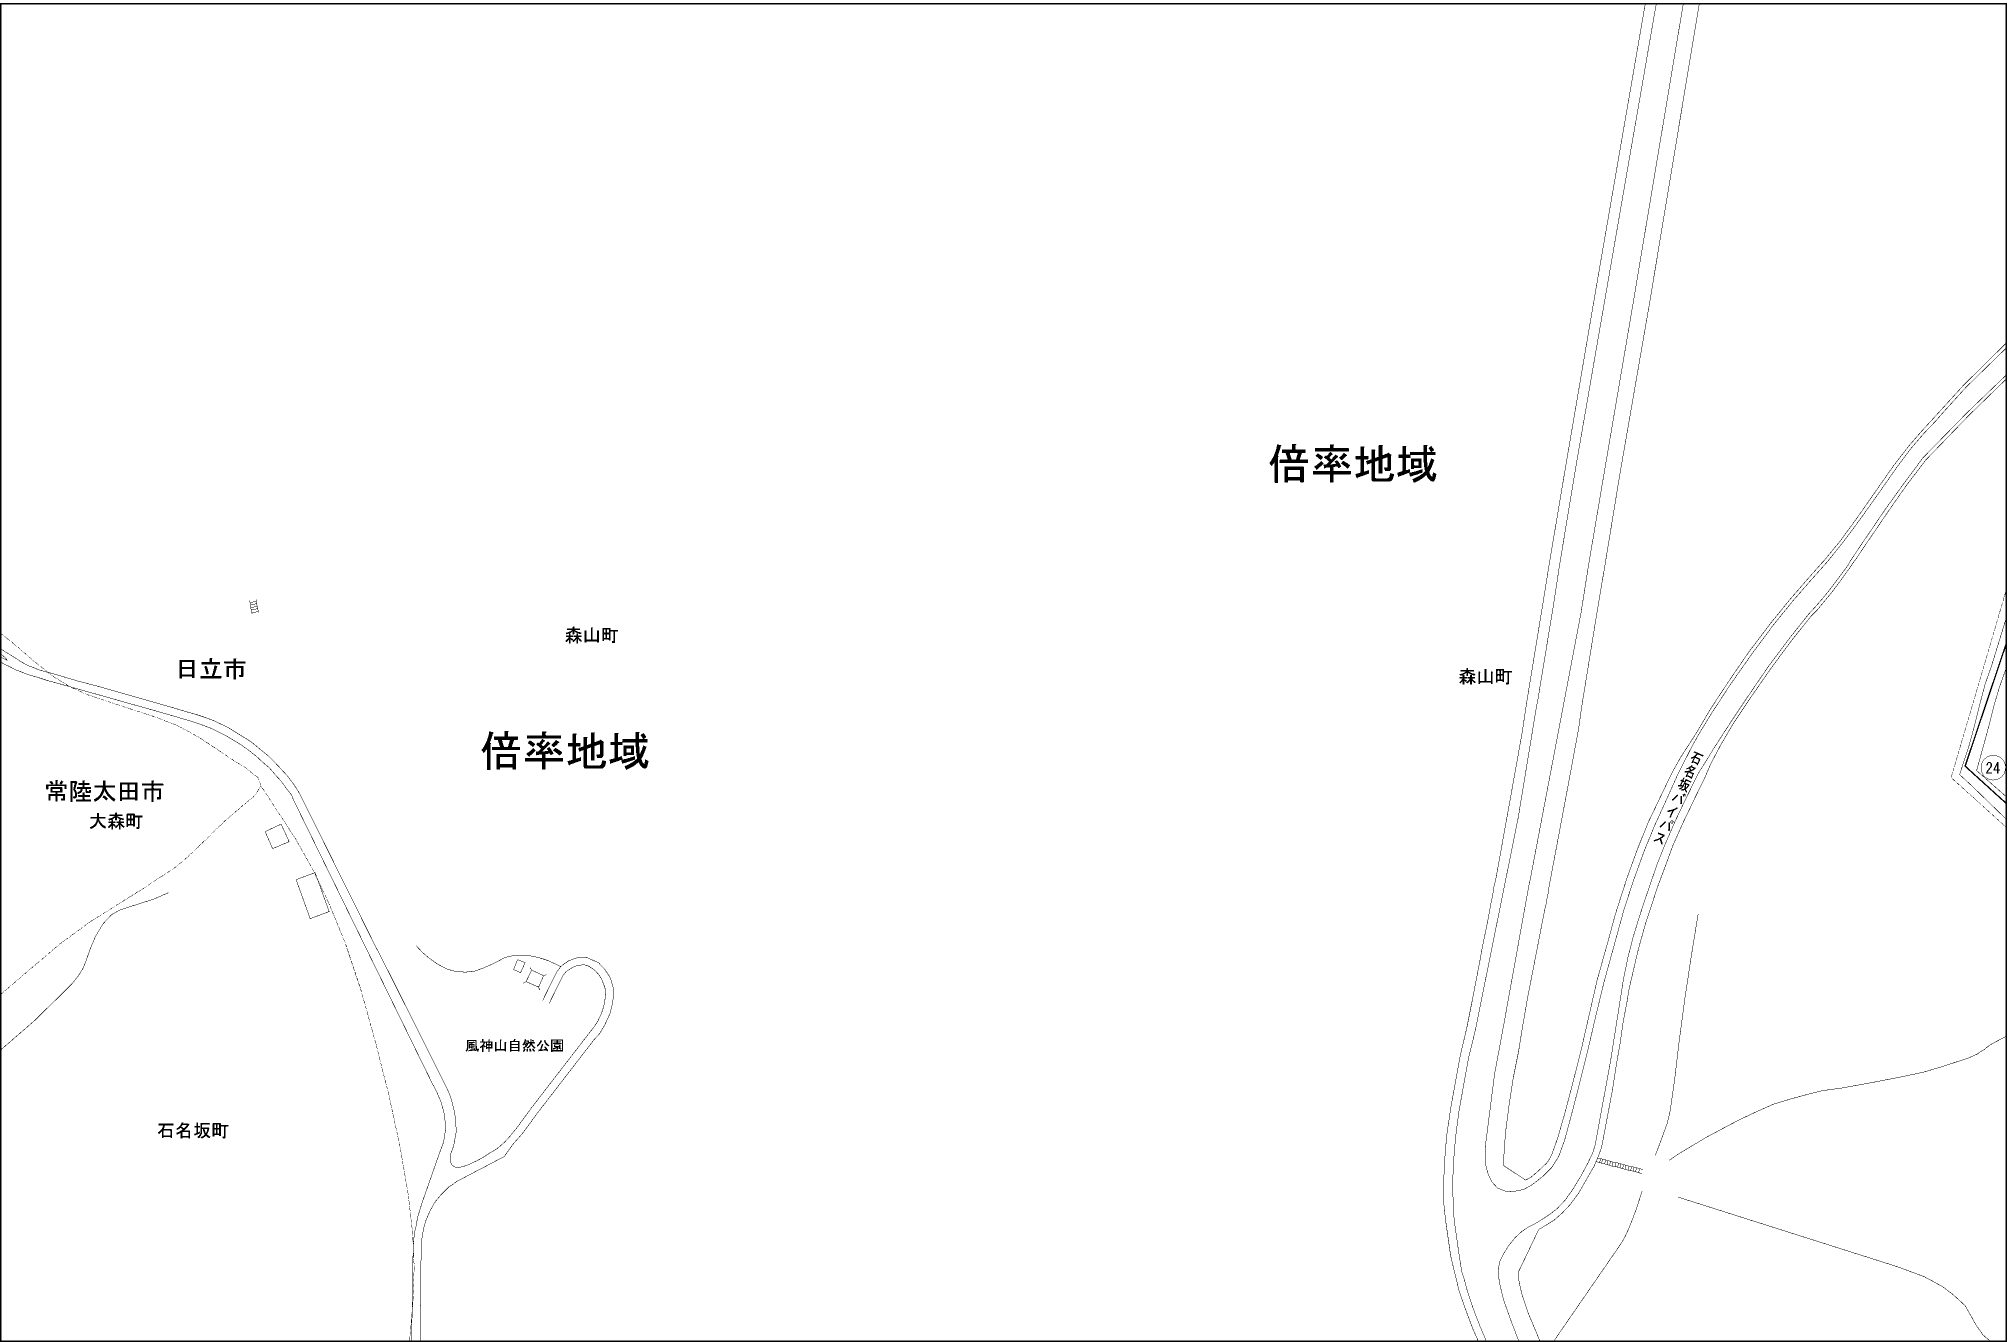 倍率地域
森山町
日立市
森山町
倍率地域
石名坂バイパス
24
常陸太田市
大森町
風神山自然公園
石名坂町